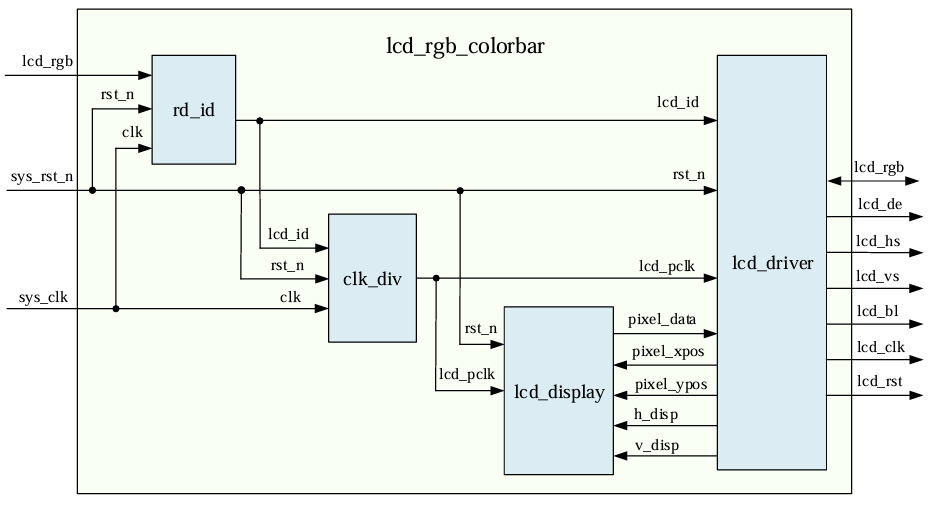 lcd_rgb_colorbar
lcd_rgb
rst_n
clk
rd_id
lcd_id
sys_rst_n
rst_n
lcd_id
rst_n
clk
clk_div
sys_clk
lcd_pclk
rst_n
lcd_pclk
lcd_display
pixel_data
pixel_xpos
pixel_ypos
h_disp
v_disp
lcd_driver
lcd_rgb
lcd_de
lcd_hs
lcd_vs
lcd_bl
lcd_clk
lcd_rst